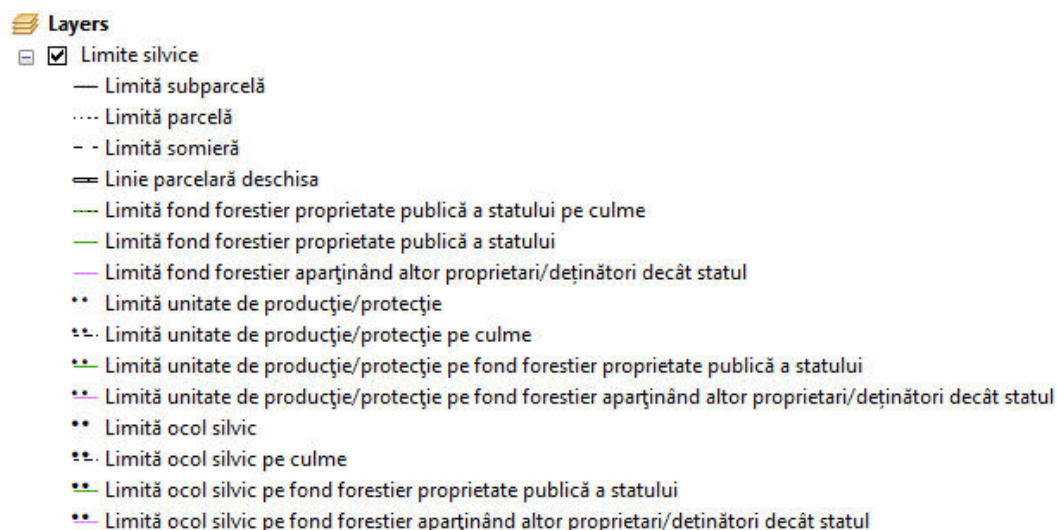 Layers
Limite silvice
Limită subparcelă
Limită parcelă
Limită somieră
Linie parcelară deschisa
Limită fond forestier proprietate publică a statului pe culme
Limită fond forestier proprietate publică a statului
Limită fond forestier aparţinând altor proprietari/deținători decât statul
Limită unitate de producţie/protecţie
Limită unitate de producţie/protecţie pe culme
Limită unitate de producţie/protecţie pe fond forestier proprietate publică a statului
Limită unitate de producţie/protecţie pe fond forestier aparţinând altor proprietari/deținători decât statul
Limită ocol silvic
Limită ocol silvic pe culme
Limită ocol silvic pe fond forestier proprietate publică a statului
Limită ocol silvic pe fond forestier aparţinând altor proprietari/deținători decât statul